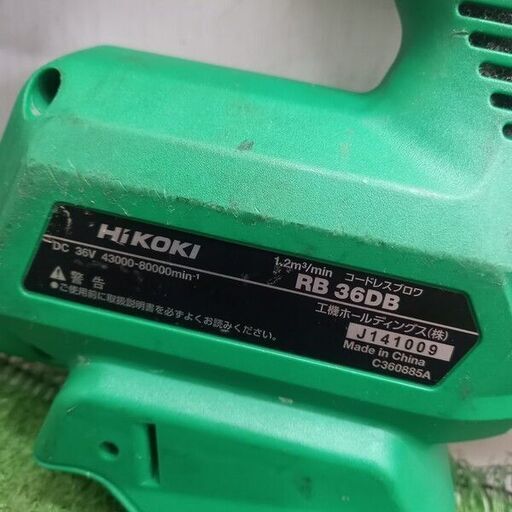 HiKOKI
DC 36V 43000-80000min⁻¹
⚠警告
●ご使用前に取扱説明書を必ずよくお読みください。
1.2m³/min コードレスブロワ
RB 36DB
工機ホールディングス(株)
J141009
Made in China
C360885A